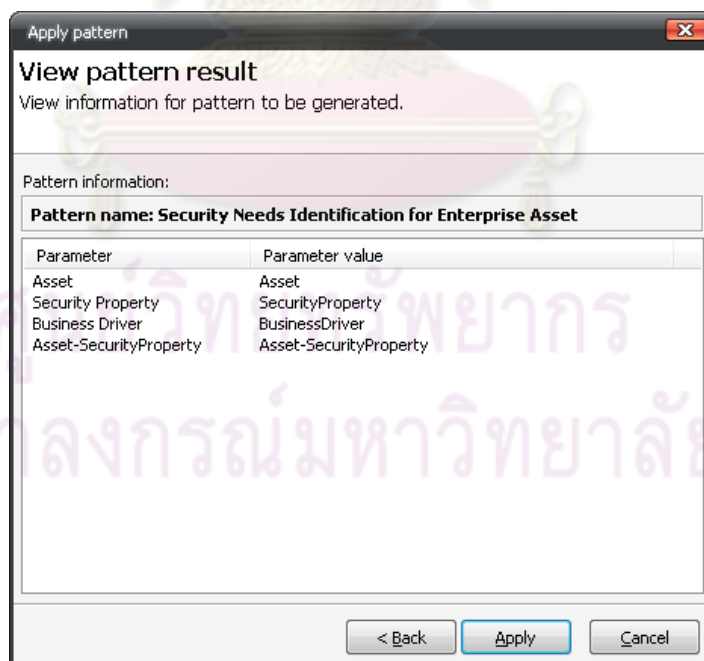 Apply pattern
View pattern result
View information for pattern to be generated.
Pattern information:
Pattern name: Security Needs Identification for Enterprise Asset
Parameter Parameter value
Asset Asset
Security Property SecurityProperty
Business Driver BusinessDriver
Asset-SecurityProperty Asset-SecurityProperty
ศูนย์วิทยทรัพยากร
าลงกรณ์มหาวิทยาลัย
< Back Apply Cancel